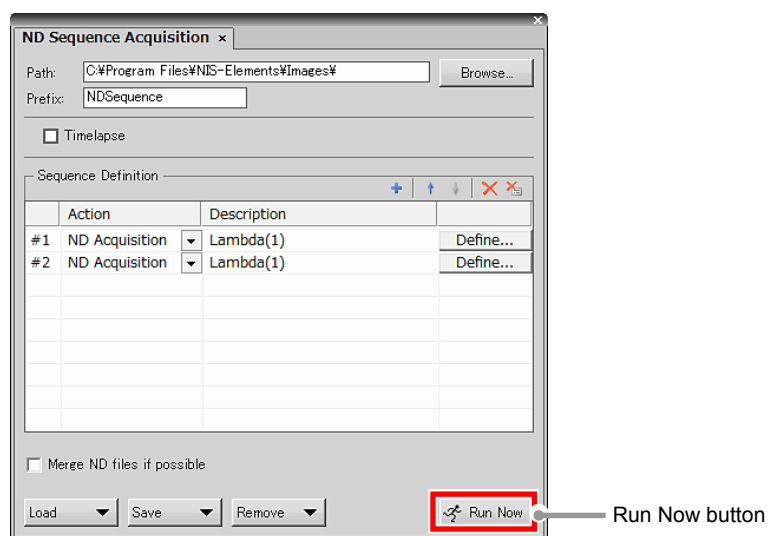 ND Sequence Acquisition ×
Path: C:¥Program Files¥NIS-Elements¥Images¥ Browse...
Prefix: NDSequence
Timelapse
Sequence Definition
Action Description
#1 ND Acquisition Lambda(1) Define...
#2 ND Acquisition Lambda(1) Define...
Merge ND files if possible
Load Save Remove Run Now Run Now button